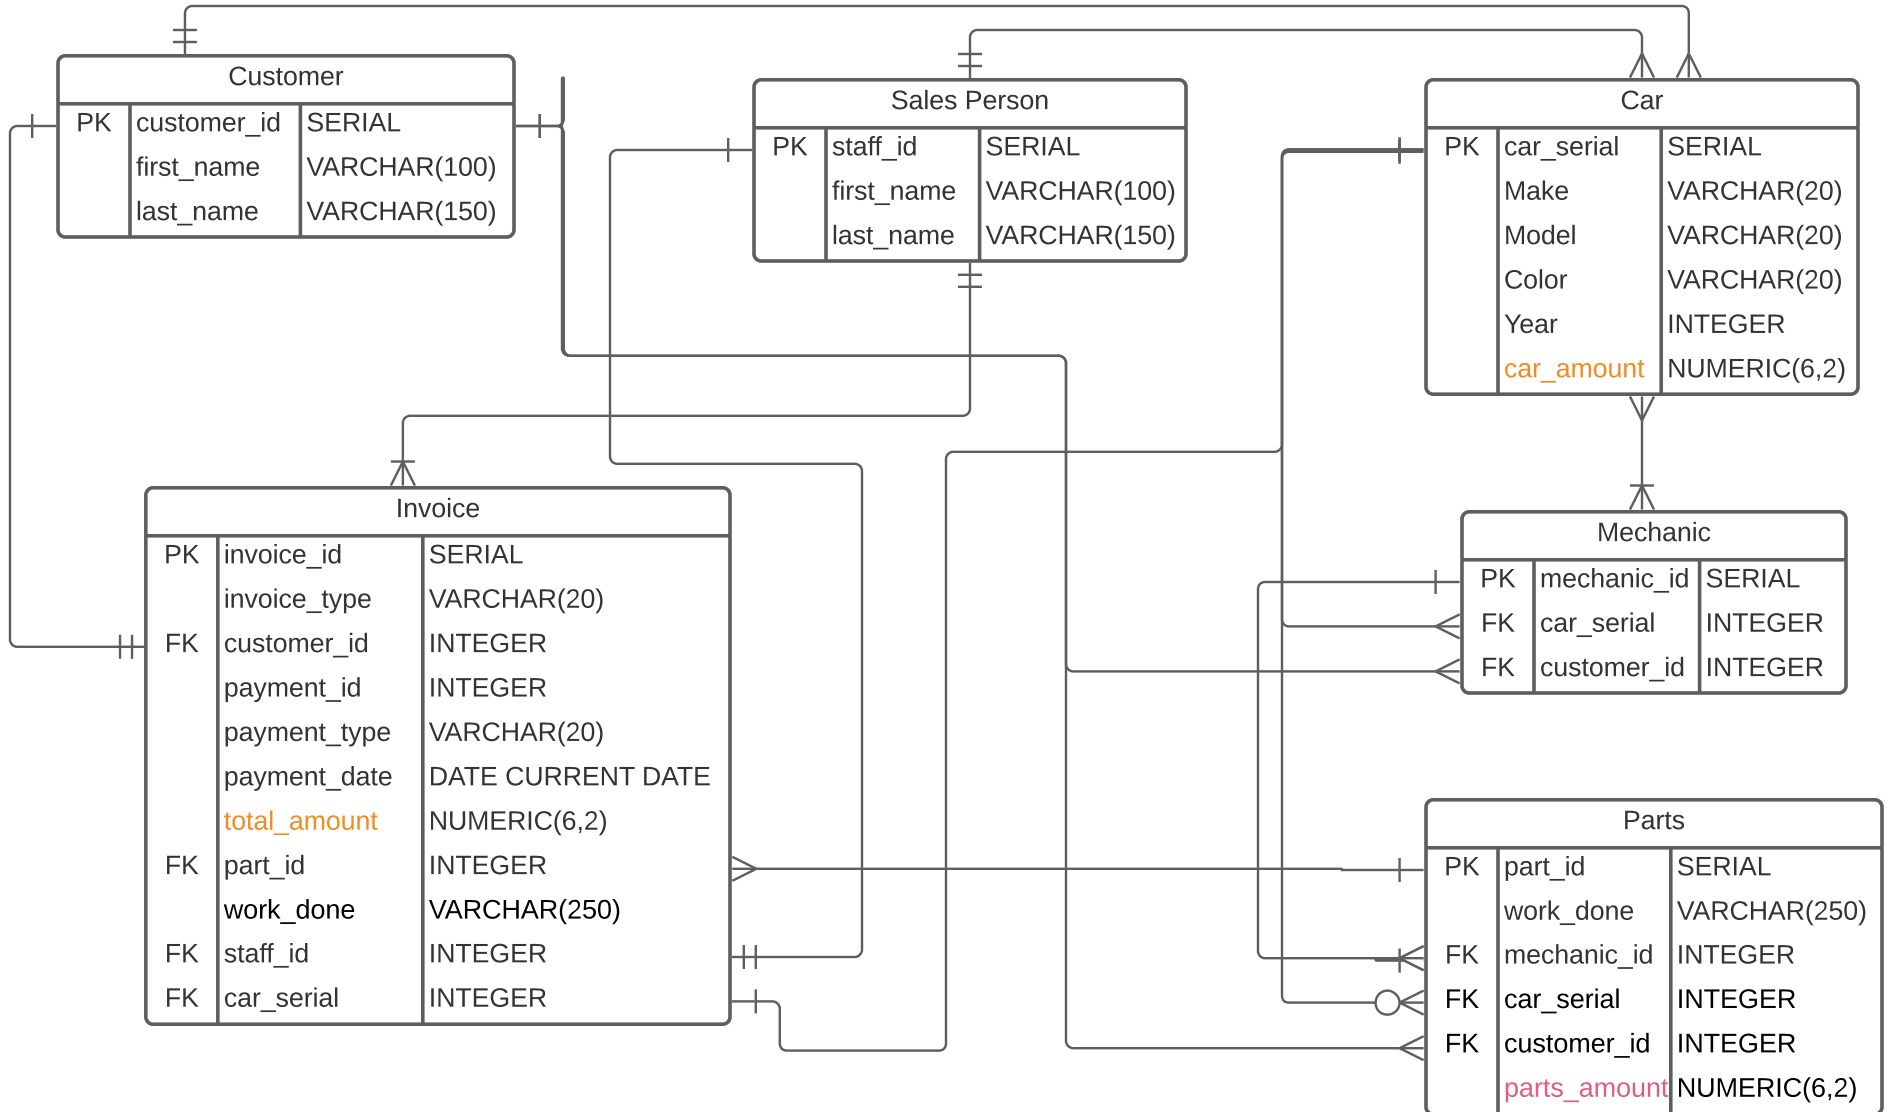 Customer
PK customer_id SERIAL
first_name VARCHAR(100)
last_name VARCHAR(150)
Sales Person
PK staff_id SERIAL
first_name VARCHAR(100)
last_name VARCHAR(150)
Car
PK car_serial SERIAL
Make VARCHAR(20)
Model VARCHAR(20)
Color VARCHAR(20)
Year INTEGER
car_amount NUMERIC(6,2)
Invoice
PK invoice_id SERIAL
invoice_type VARCHAR(20)
FK customer_id INTEGER
payment_id INTEGER
payment_type VARCHAR(20)
payment_date DATE CURRENT DATE
total_amount NUMERIC(6,2)
FK part_id INTEGER
work_done VARCHAR(250)
FK staff_id INTEGER
FK car_serial INTEGER
Mechanic
PK mechanic_id SERIAL
FK car_serial INTEGER
FK customer_id INTEGER
Parts
PK part_id SERIAL
work_done VARCHAR(250)
FK mechanic_id INTEGER
FK car_serial INTEGER
FK customer_id INTEGER
parts_amount NUMERIC(6,2)